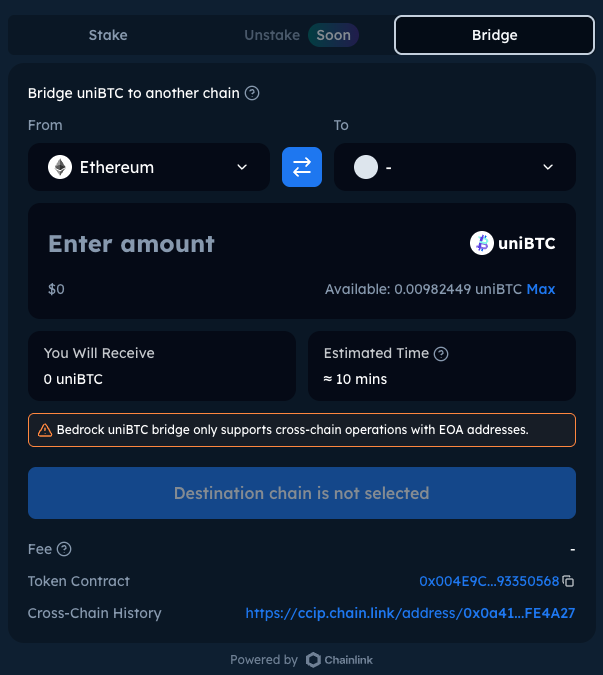 Stake
Unstake Soon
Bridge
Bridge uniBTC to another chain
From
To
Ethereum
-
Enter amount
uniBTC
$0
Available: 0.00982449 uniBTC Max
You Will Receive
0 uniBTC
Estimated Time
≈ 10 mins
Bedrock uniBTC bridge only supports cross-chain operations with EOA addresses.
Destination chain is not selected
Fee -
Token Contract 0x004E9C...93350568
Cross-Chain History https://ccip.chain.link/address/0x0a41...FE4A27
Powered by Chainlink